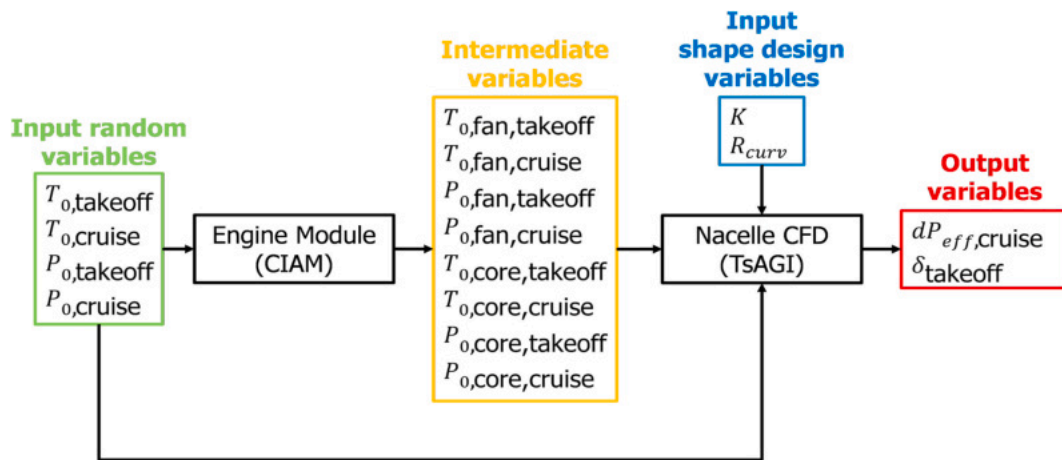 Input random
variables
T0,takeoff
T0,cruise
P0,takeoff
P0,cruise
Engine Module
(CIAM)
Intermediate
variables
T0,fan,takeoff
T0,fan,cruise
P0,fan,takeoff
P0,fan,cruise
T0,core,takeoff
T0,core,cruise
P0,core,takeoff
P0,core,cruise
Input
shape design
variables
K
Rcurv
Nacelle CFD
(TsAGI)
Output
variables
dPeff,cruise
δtakeoff